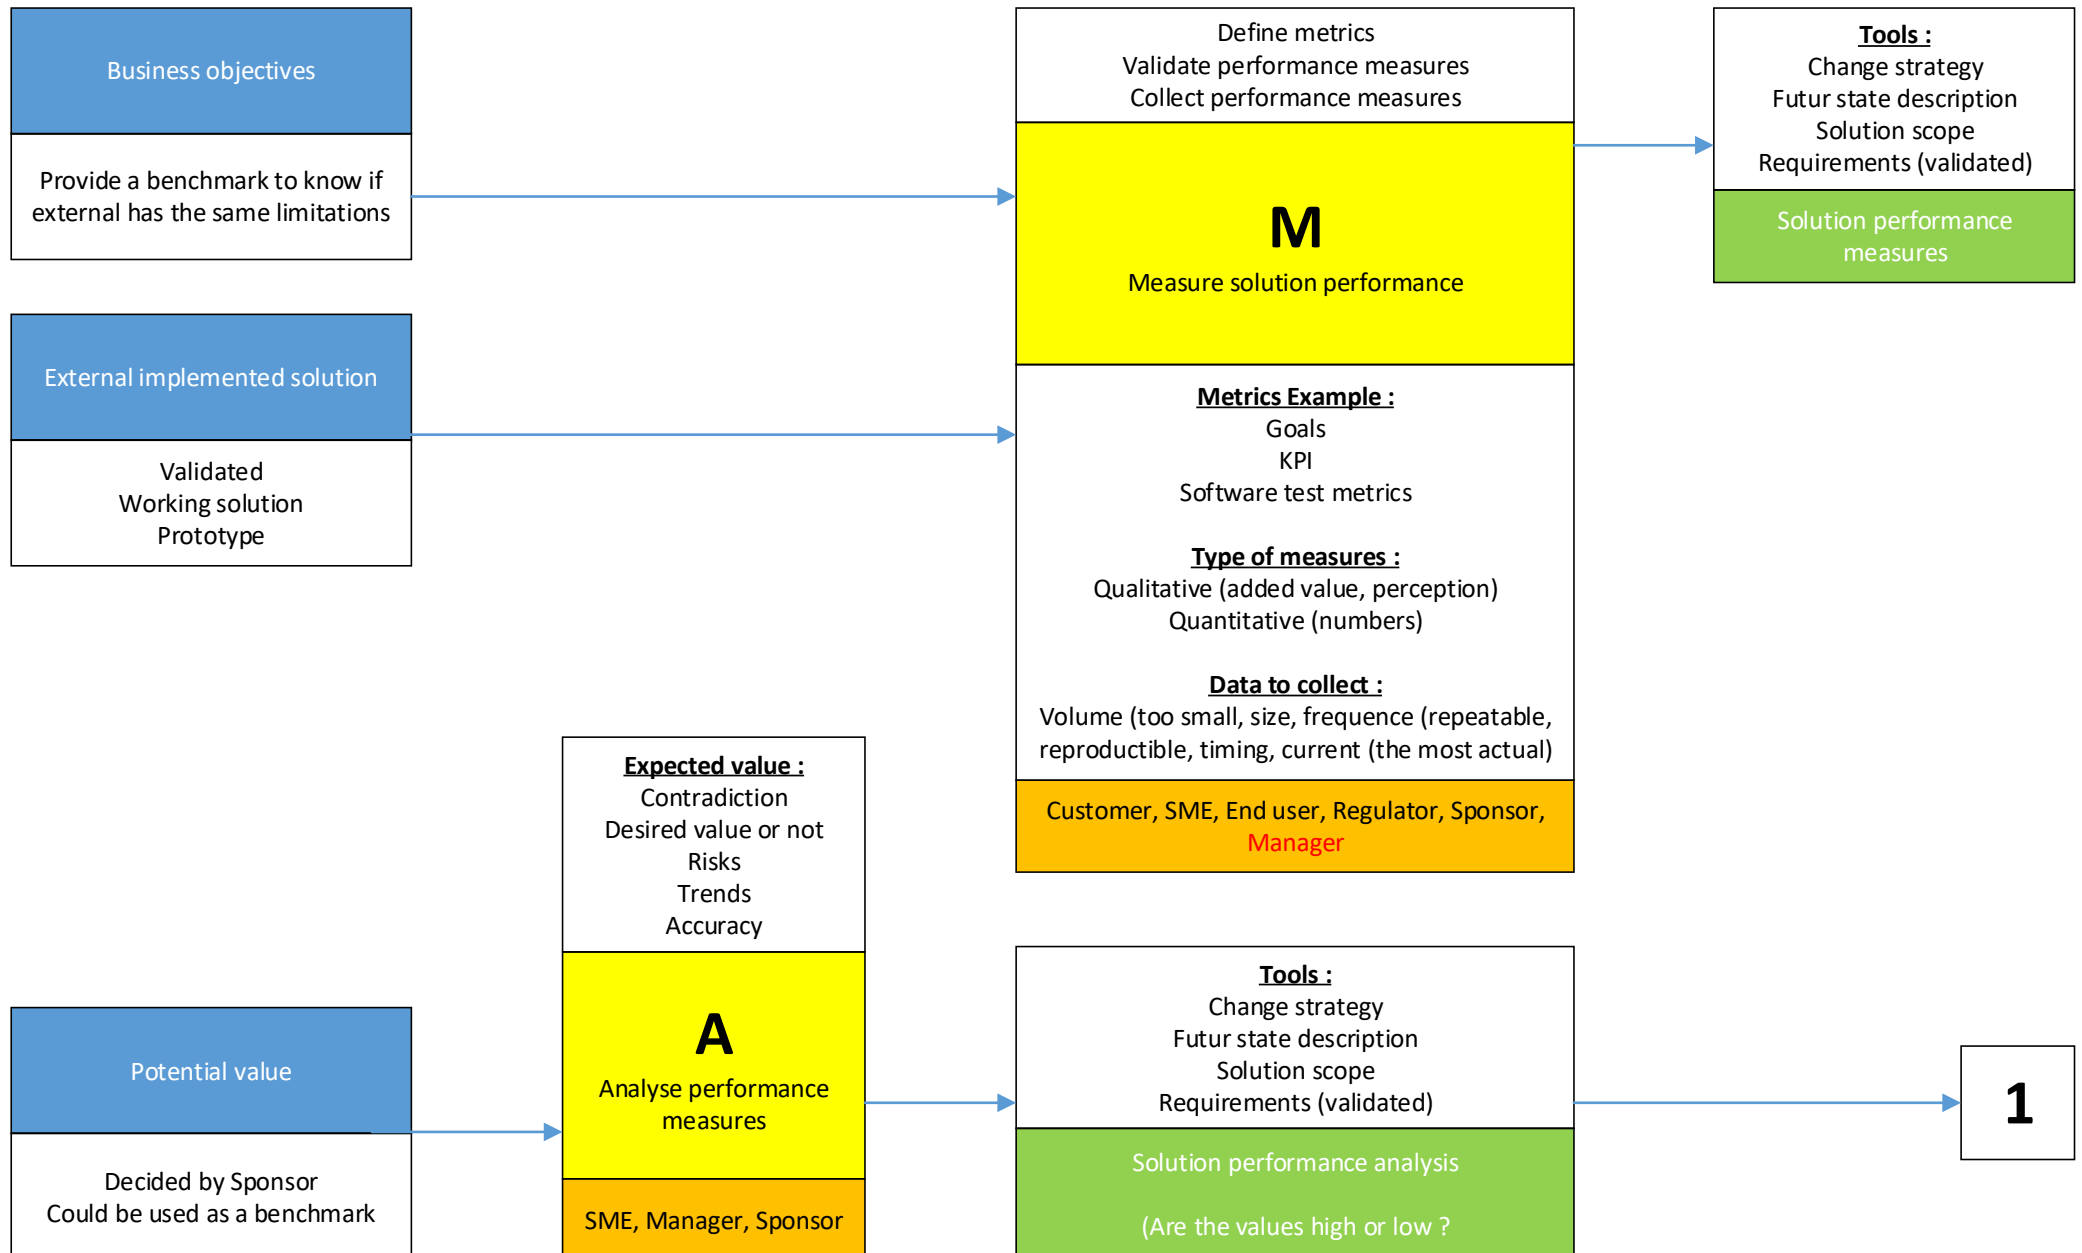 Business objectives
Provide a benchmark to know if
external has the same limitations
Define metrics
Validate performance measures
Collect performance measures
M
Measure solution performance
Tools :
Change strategy
Futur state description
Solution scope
Requirements (validated)
Solution performance
measures
External implemented solution
Validated
Working solution
Prototype
Metrics Example :
Goals
KPI
Software test metrics
Type of measures :
Qualitative (added value, perception)
Quantitative (numbers)
Data to collect :
Volume (too small, size, frequence (repeatable,
reproductible, timing, current (the most actual)
Customer, SME, End user, Regulator, Sponsor,
Manager
Potential value
Decided by Sponsor
Could be used as a benchmark
Expected value :
Contradiction
Desired value or not
Risks
Trends
Accuracy
A
Analyse performance
measures
SME, Manager, Sponsor
Tools :
Change strategy
Futur state description
Solution scope
Requirements (validated)
Solution performance analysis
(Are the values high or low ?
1